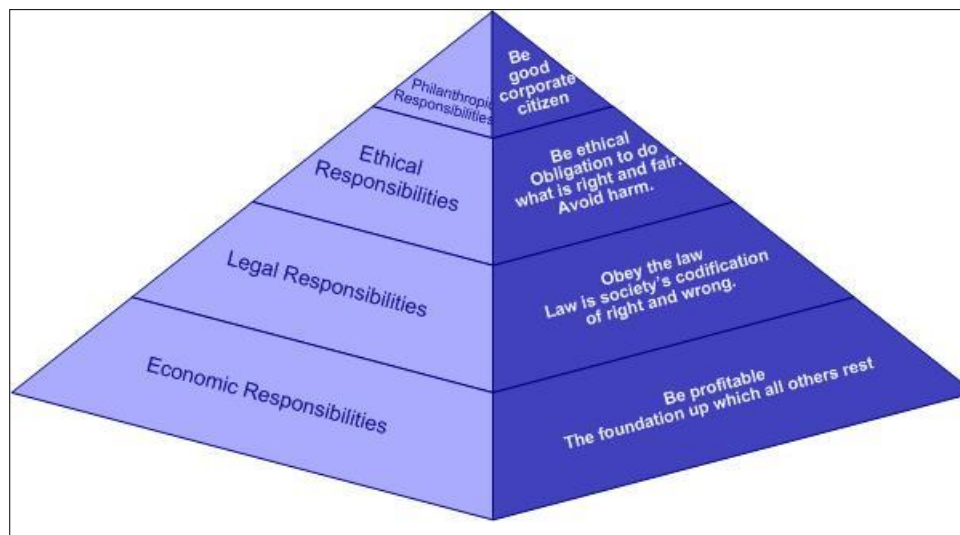 Philanthropic
Responsibilities
Be
good
corporate
citizen
Ethical
Responsibilities
Be ethical
Obligation to do
what is right and fair.
Avoid harm.
Legal Responsibilities
Obey the law
Law is society's codification
of right and wrong.
Economic Responsibilities
Be profitable
The foundation up which all others rest